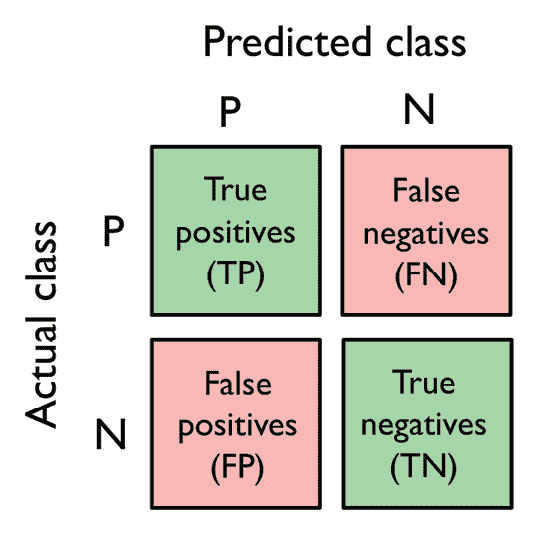 Predicted class
P
N
Actual class
P
True
positives
(TP)
False
negatives
(FN)
N
False
positives
(FP)
True
negatives
(TN)